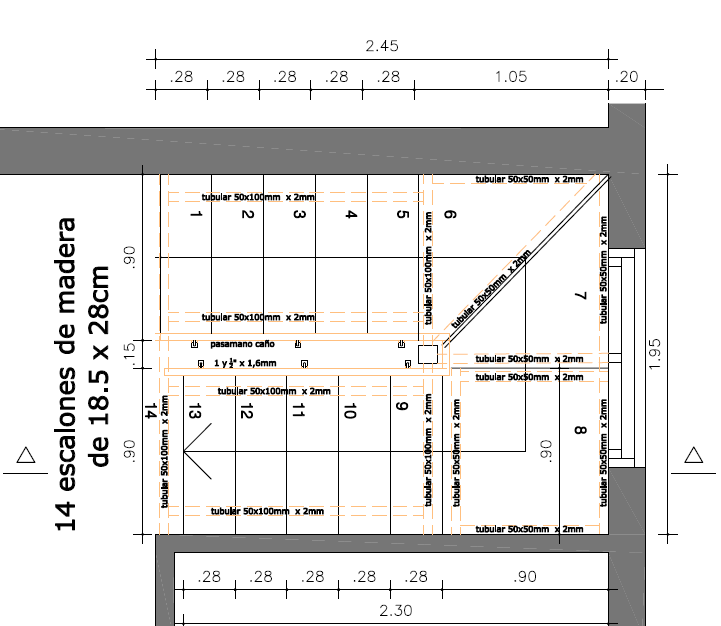 2.45
.28 .28 .28 .28 .28 1.05 .20
tubular 50x50mm x 2mm
tubular 50x100mm x 2mm
1 2 3 4 5 6
tubular 50x100mm x 2mm
tubular 50x50mm x 2mm
tubular 50x50mm x 2mm
7
.90
14 escalones de madera
de 18.5 x 28cm
tubular 50x100mm x 2mm
.15
pasamano caño
1 y ½" x 1,6mm
tubular 50x50mm x 2mm
tubular 50x50mm x 2mm
1.95
tubular 50x100mm x 2mm
14 13 12 11 10 9
8
tubular 50x100mm x 2mm
tubular 50x100mm x 2mm
tubular 50x50mm x 2mm
tubular 50x50mm x 2mm
.90
.90
tubular 50x100mm x 2mm
tubular 50x50mm x 2mm
.28 .28 .28 .28 .28 .90
2.30